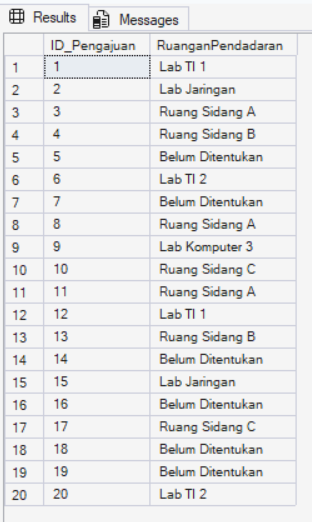 Results Messages
ID_Pengajuan RuanganPendadaran
1 1 Lab TI 1
2 2 Lab Jaringan
3 3 Ruang Sidang A
4 4 Ruang Sidang B
5 5 Belum Ditentukan
6 6 Lab TI 2
7 7 Belum Ditentukan
8 8 Ruang Sidang A
9 9 Lab Komputer 3
10 10 Ruang Sidang C
11 11 Ruang Sidang A
12 12 Lab TI 1
13 13 Ruang Sidang B
14 14 Belum Ditentukan
15 15 Lab Jaringan
16 16 Belum Ditentukan
17 17 Ruang Sidang C
18 18 Belum Ditentukan
19 19 Belum Ditentukan
20 20 Lab TI 2